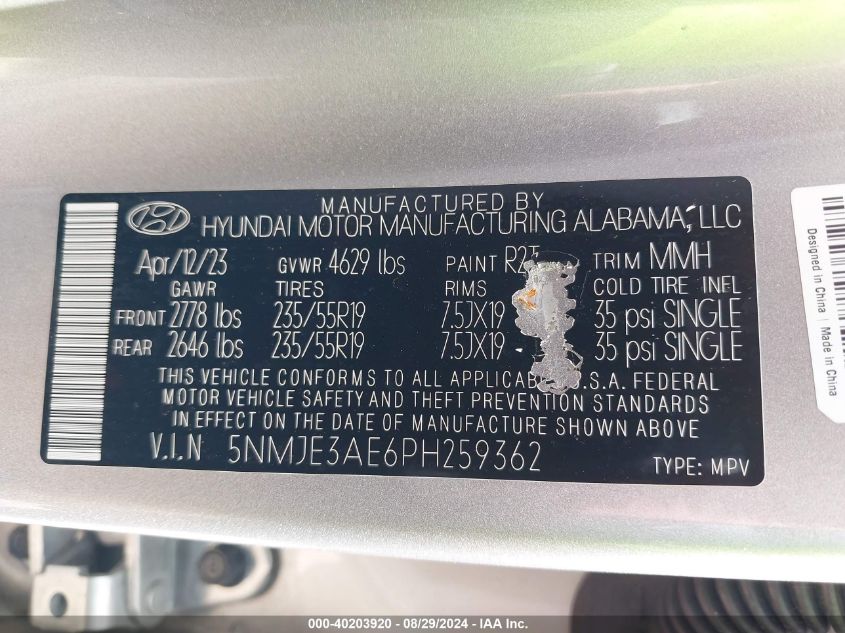 MANUFACTURED BY
HYUNDAI MOTOR MANUFACTURING ALABAMA, LLC
Apr/12/23 GVWR 4629 lbs PAINT TRIM MMH
GAWR TIRES RIMS COLD TIRE INFL
FRONT 2778 lbs 235/55R19 7.5JX19 35 psi SINGLE
REAR 2646 lbs 235/55R19 7.5JX19 35 psi SINGLE
THIS VEHICLE CONFORMS TO ALL U.S.A. FEDERAL
MOTOR VEHICLE SAFETY AND THEFT PREVENTION STANDARDS
IN EFFECT ON THE DATE OF MANUFACTURE SHOWN ABOVE
V.I.N 5NMJE3AE6PH259362 TYPE: MPV
Designed in China | Made in China
000-40203920 - 08/29/2024 - IAA Inc.